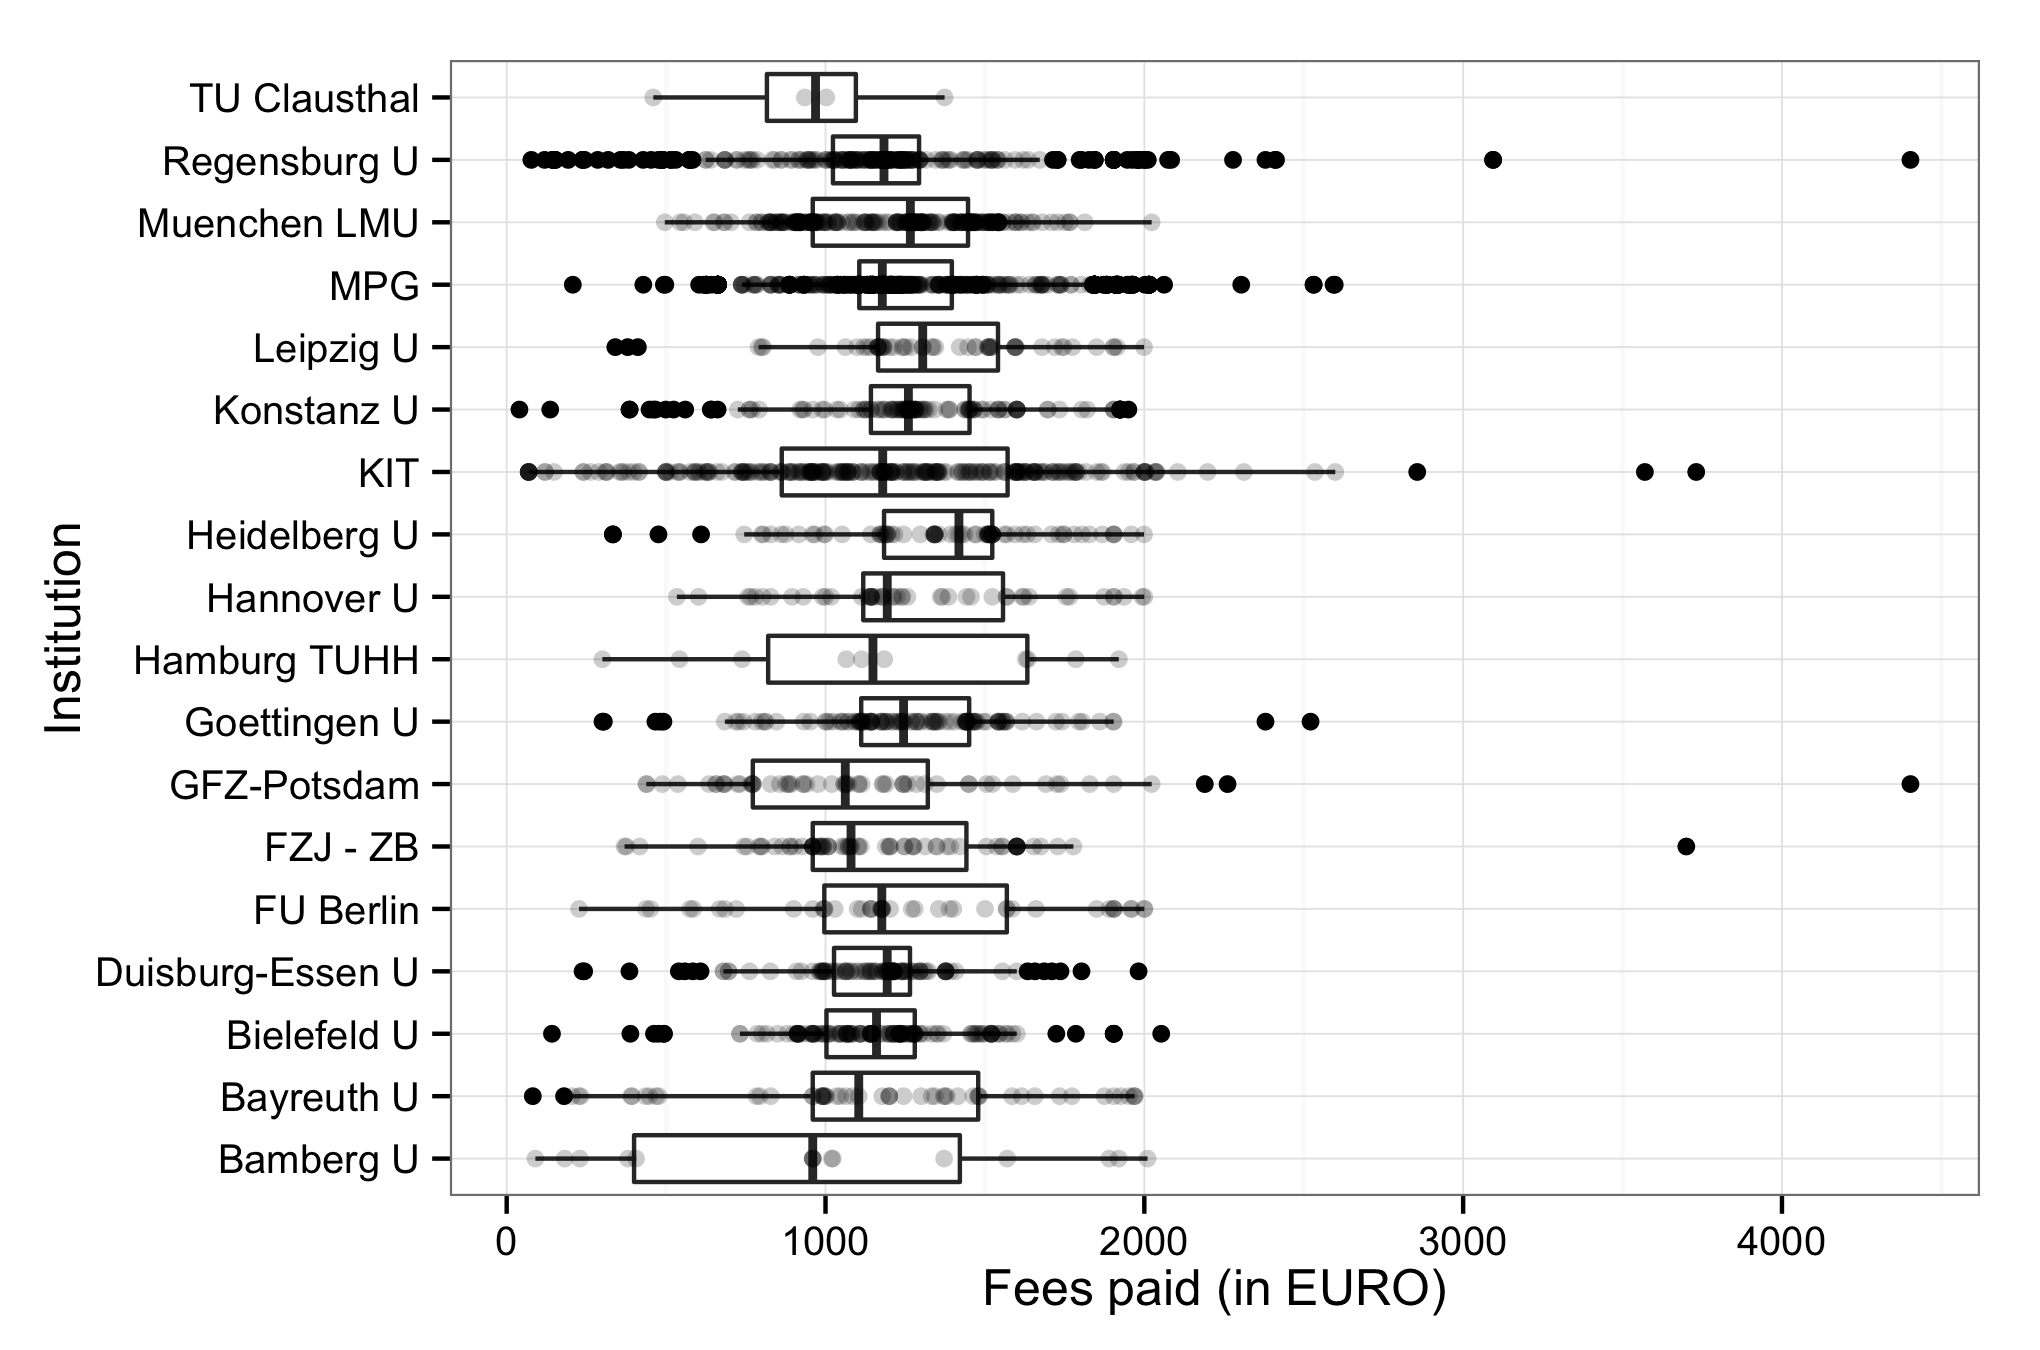 TU Clausthal
Regensburg U
Muenchen LMU
MPG
Leipzig U
Konstanz U
KIT
Heidelberg U
Hannover U
Hamburg TUHH
Goettingen U
GFZ-Potsdam
FZJ - ZB
FU Berlin
Duisburg-Essen U
Bielefeld U
Bayreuth U
Bamberg U
Institution
0 1000 2000 3000 4000
Fees paid (in EURO)